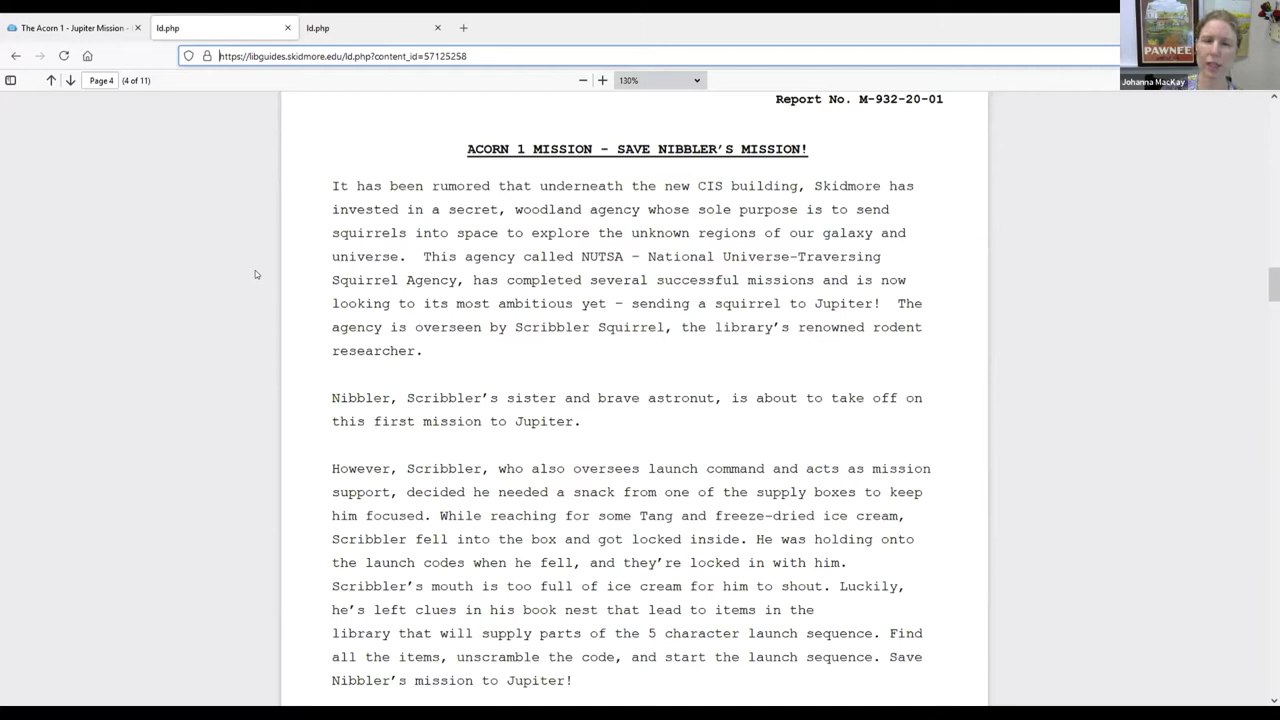 The Acorn 1 - Jupiter Mission -
ld.php
ld.php
https://libguides.skidmore.edu/ld.php?content_id=57125258
Page 4 (4 of 11)
130%
PAWNEE
Johanna MacKay
Report No. M-932-20-01
ACORN 1 MISSION – SAVE NIBBLER'S MISSION!
It has been rumored that underneath the new CIS building, Skidmore has
invested in a secret, woodland agency whose sole purpose is to send
squirrels into space to explore the unknown regions of our galaxy and
universe. This agency called NUTSA – National Universe-Traversing
Squirrel Agency, has completed several successful missions and is now
looking to its most ambitious yet – sending a squirrel to Jupiter! The
agency is overseen by Scribbler Squirrel, the library's renowned rodent
researcher.
Nibbler, Scribbler's sister and brave astronut, is about to take off on
this first mission to Jupiter.
However, Scribbler, who also oversees launch command and acts as mission
support, decided he needed a snack from one of the supply boxes to keep
him focused. While reaching for some Tang and freeze-dried ice cream,
Scribbler fell into the box and got locked inside. He was holding onto
the launch codes when he fell, and they're locked in with him.
Scribbler's mouth is too full of ice cream for him to shout. Luckily,
he's left clues in his book nest that lead to items in the
library that will supply parts of the 5 character launch sequence. Find
all the items, unscramble the code, and start the launch sequence. Save
Nibbler's mission to Jupiter!